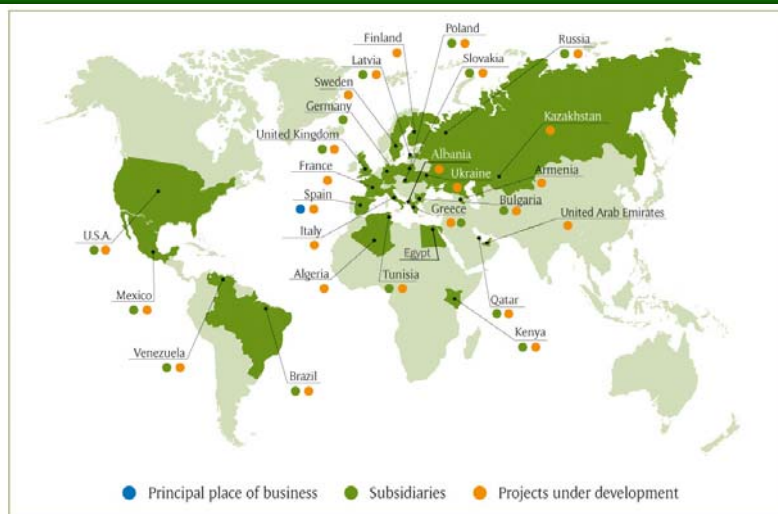 Poland
Finland
Russia
Latvia
Slovakia
Sweden
Germany
Kazakhstan
United Kingdom
Albania
France
Ukraine
Armenia
Spain
Bulgaria
Greece
United Arab Emirates
Italy
U.S.A.
Egypt
Algeria
Tunisia
Mexico
Qatar
Kenya
Venezuela
Brazil
Principal place of business
Subsidiaries
Projects under development